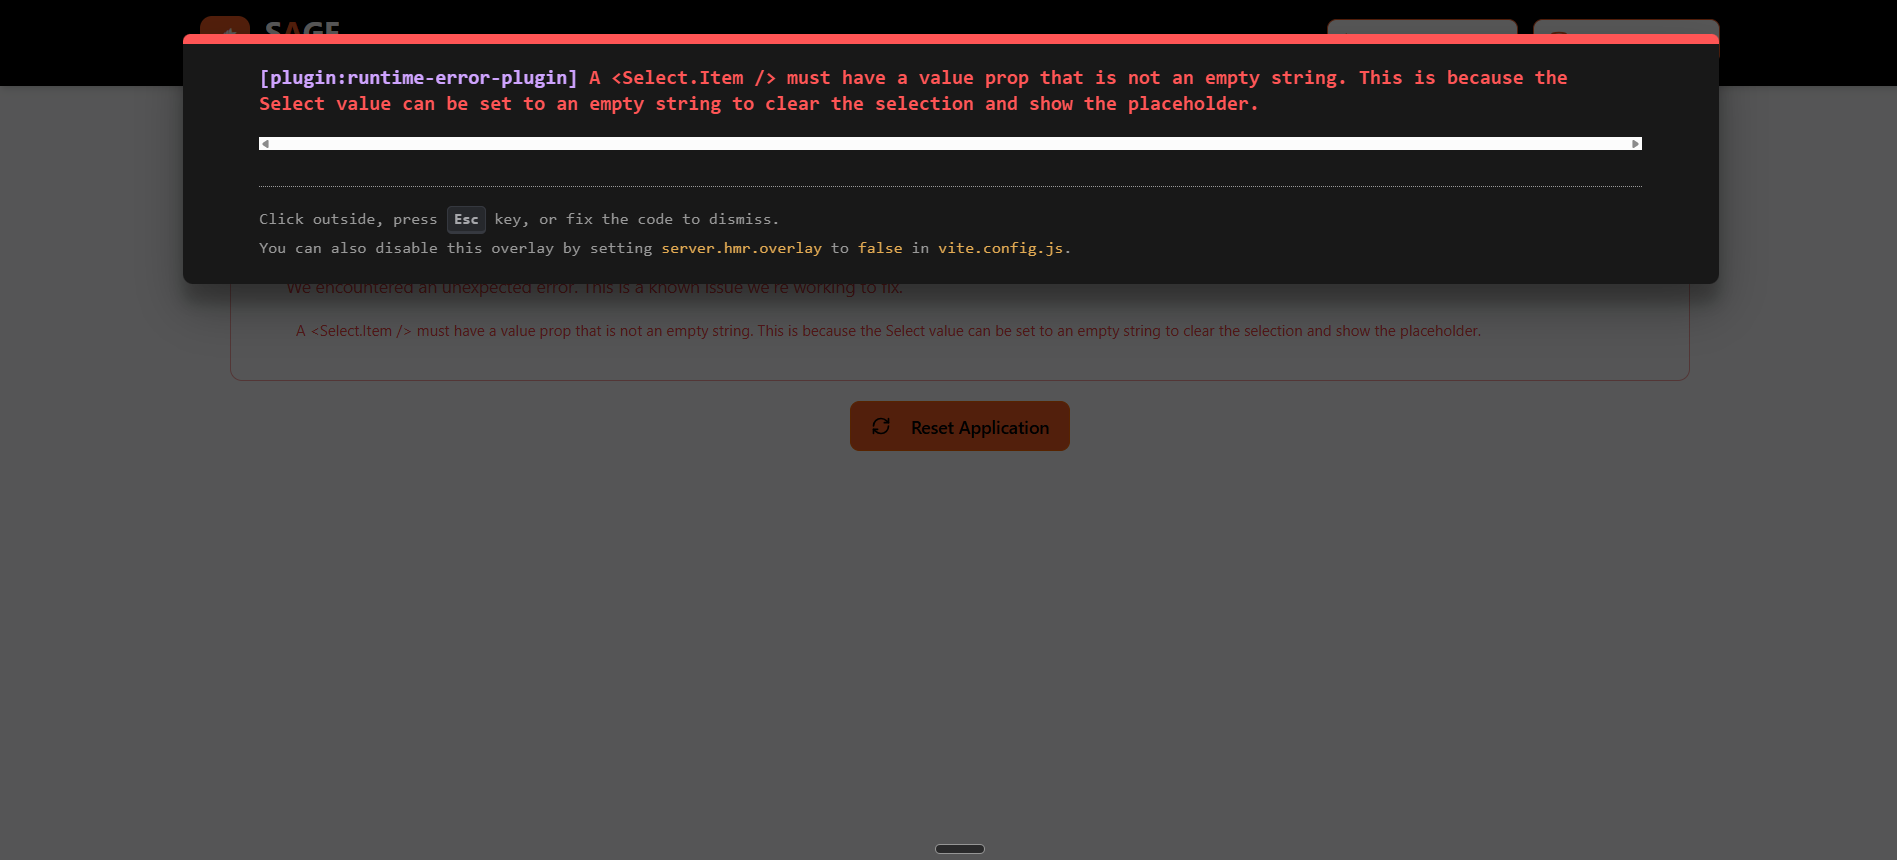 SAGE
[plugin:runtime-error-plugin] A <Select.Item /> must have a value prop that is not an empty string. This is because the
Select value can be set to an empty string to clear the selection and show the placeholder.
Click outside, press Esc key, or fix the code to dismiss.
You can also disable this overlay by setting server.hmr.overlay to false in vite.config.js.
We encountered an unexpected error. This is a known issue we're working to fix.
A <Select.Item /> must have a value prop that is not an empty string. This is because the Select value can be set to an empty string to clear the selection and show the placeholder.
Reset Application